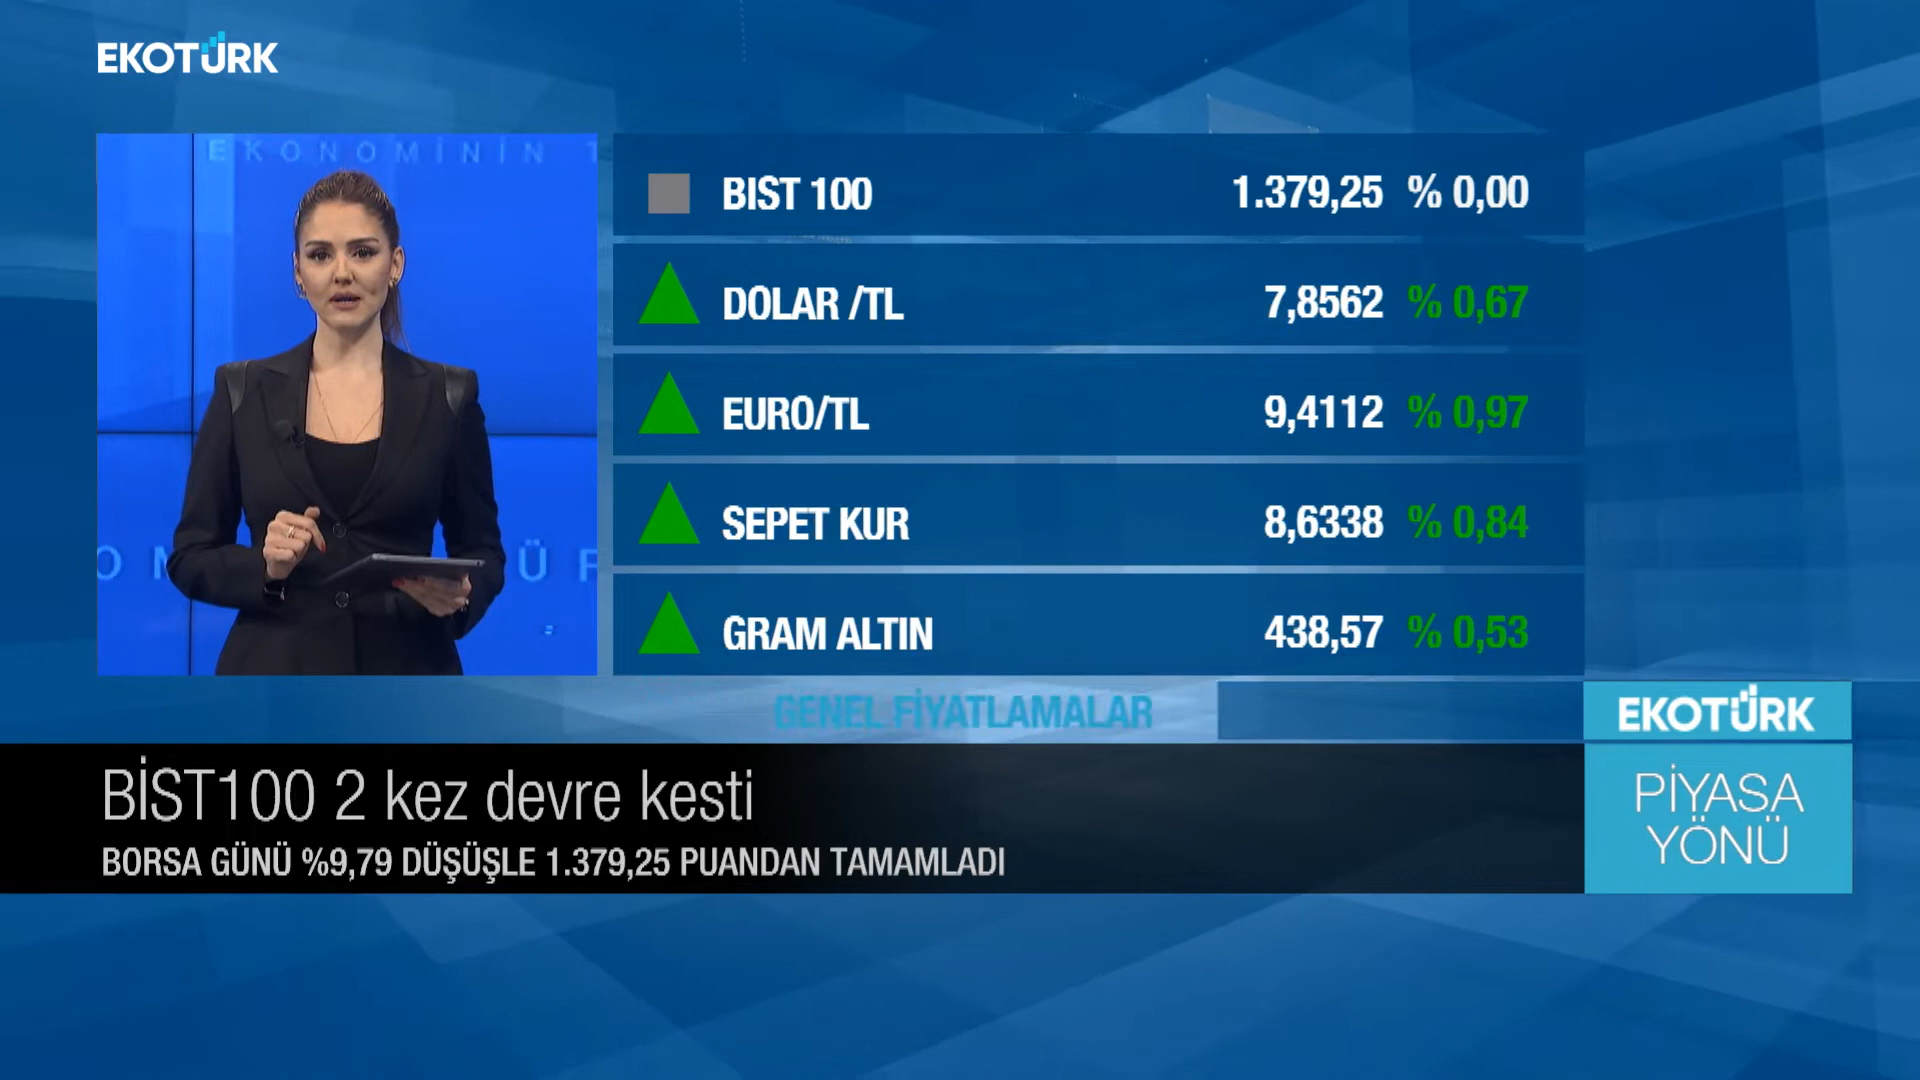 EKOTÜRK
EKONOMİNİN T
BIST 100 1.379,25 % 0,00
DOLAR /TL 7,8562 % 0,67
EURO/TL 9,4112 % 0,97
SEPET KUR 8,6338 % 0,84
GRAM ALTIN 438,57 % 0,53
GENEL FİYATLAMALAR
EKOTÜRK
BİST100 2 kez devre kesti
BORSA GÜNÜ %9,79 DÜŞÜŞLE 1.379,25 PUANDAN TAMAMLADI
PİYASA
YÖNÜ